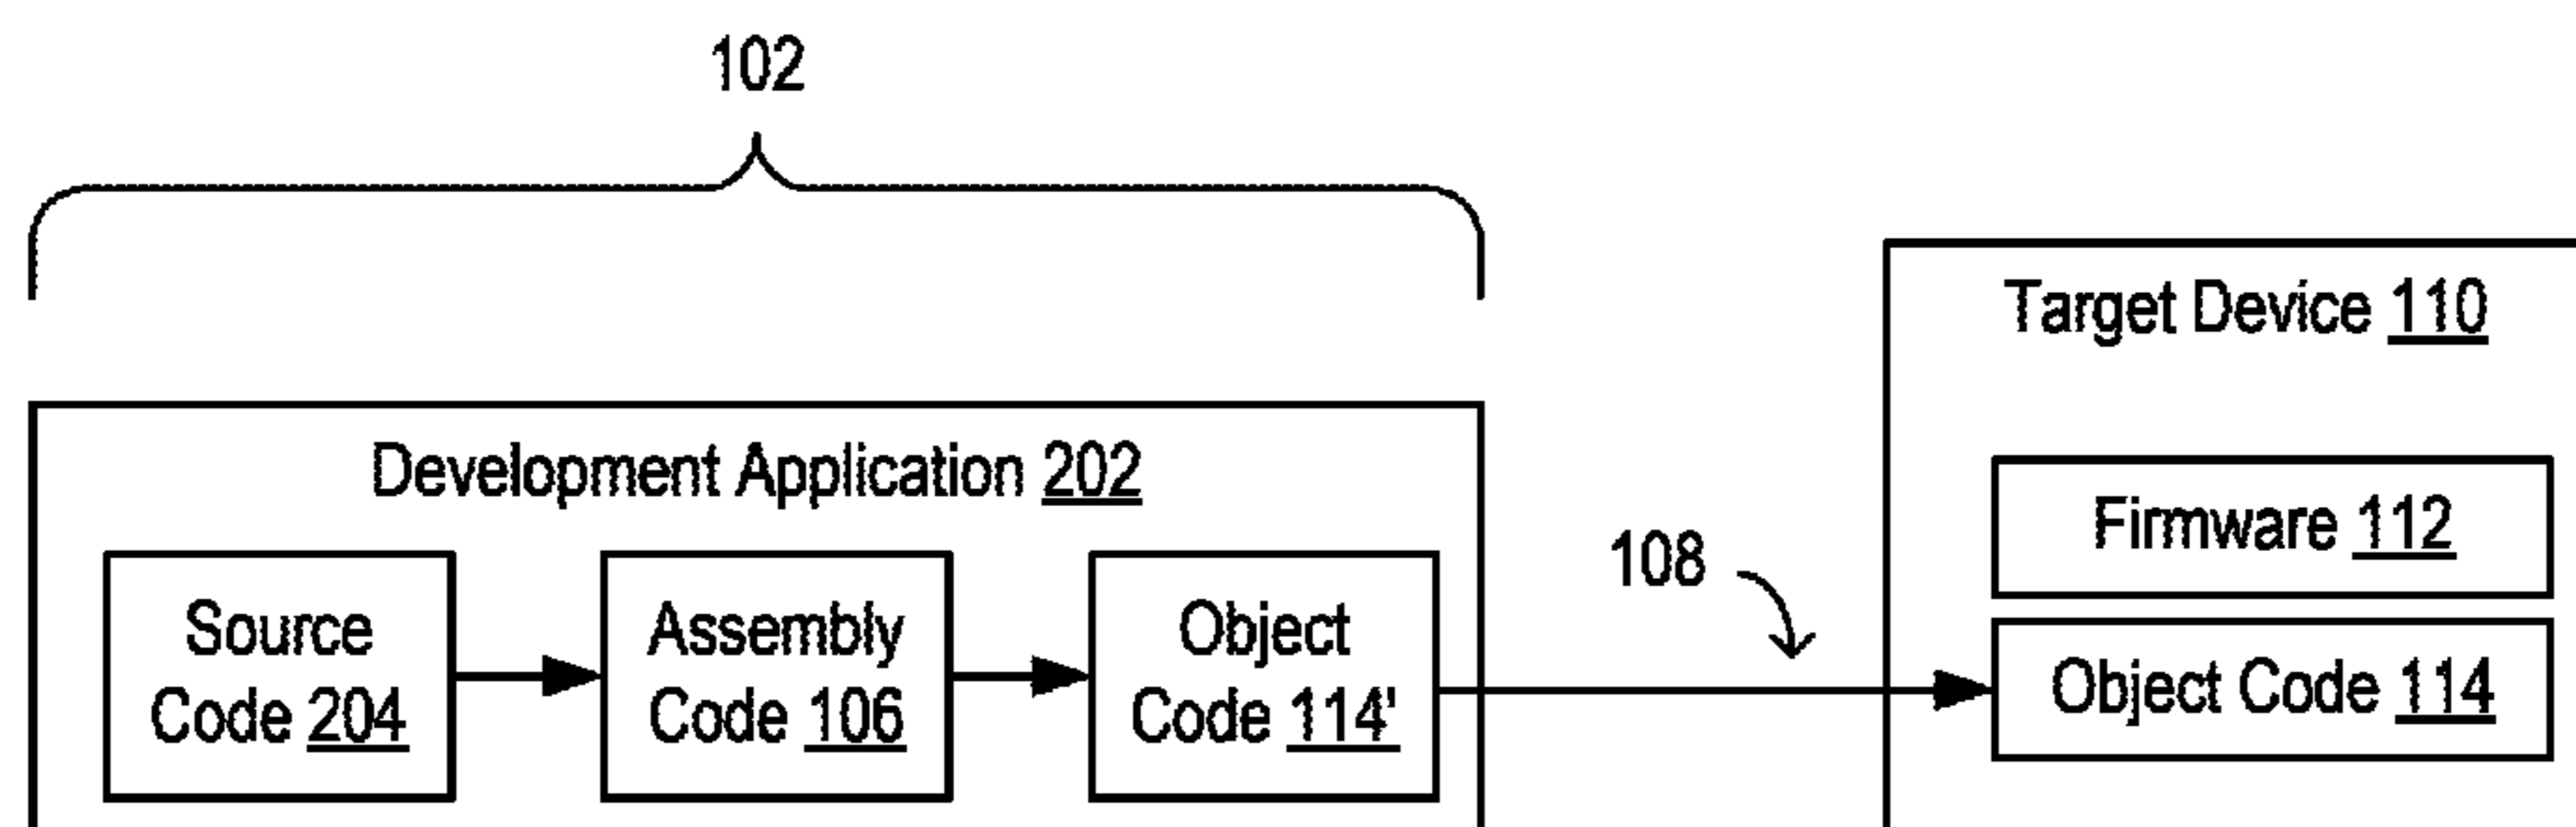 102
Target Device 110
Development Application 202
Firmware 112
108
Source
Code 204
Assembly
Code 106
Object
Code 114'
Object Code 114